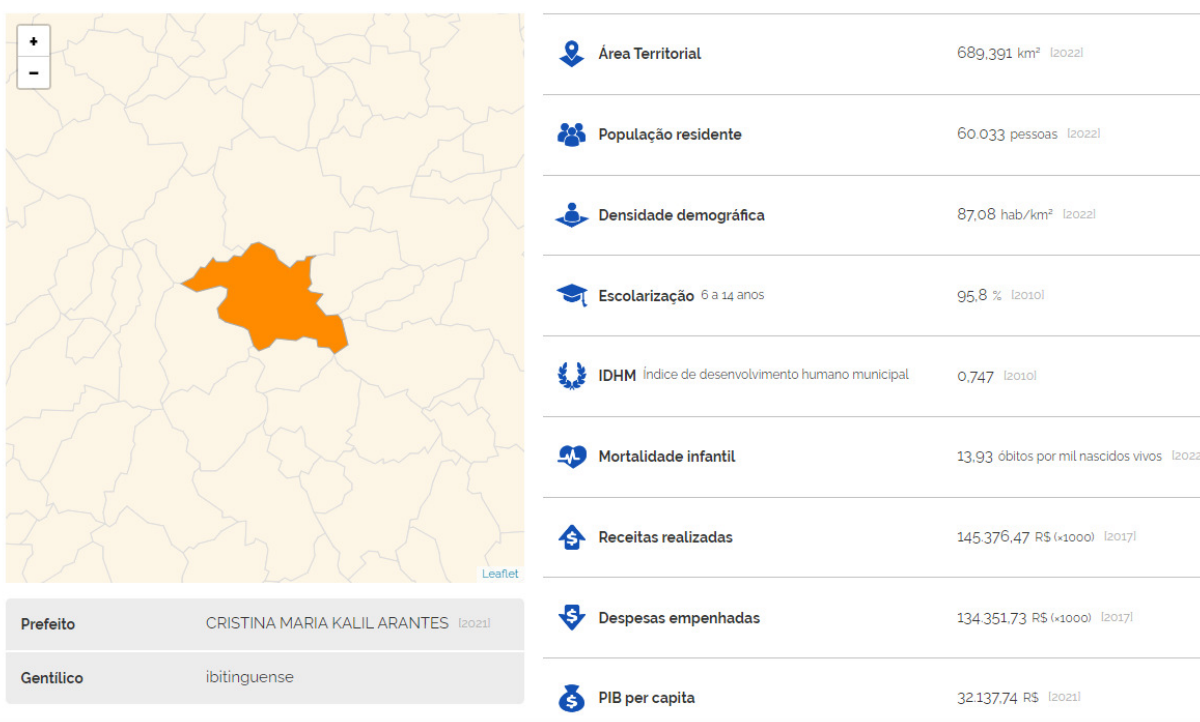 +
−
Leaflet
Prefeito CRISTINA MARIA KALIL ARANTES [2021]
Gentílico ibitinguense
Área Territorial 689,391 km² [2022]
População residente 60.033 pessoas [2022]
Densidade demográfica 87,08 hab/km² [2022]
Escolarização 6 a 14 anos 95,8 % [2010]
IDHM Índice de desenvolvimento humano municipal 0,747 [2010]
Mortalidade infantil 13,93 óbitos por mil nascidos vivos [2022
Receitas realizadas 145.376,47 R$ (×1000) [2017]
Despesas empenhadas 134.351,73 R$ (×1000) [2017]
PIB per capita 32.137,74 R$ [2021]